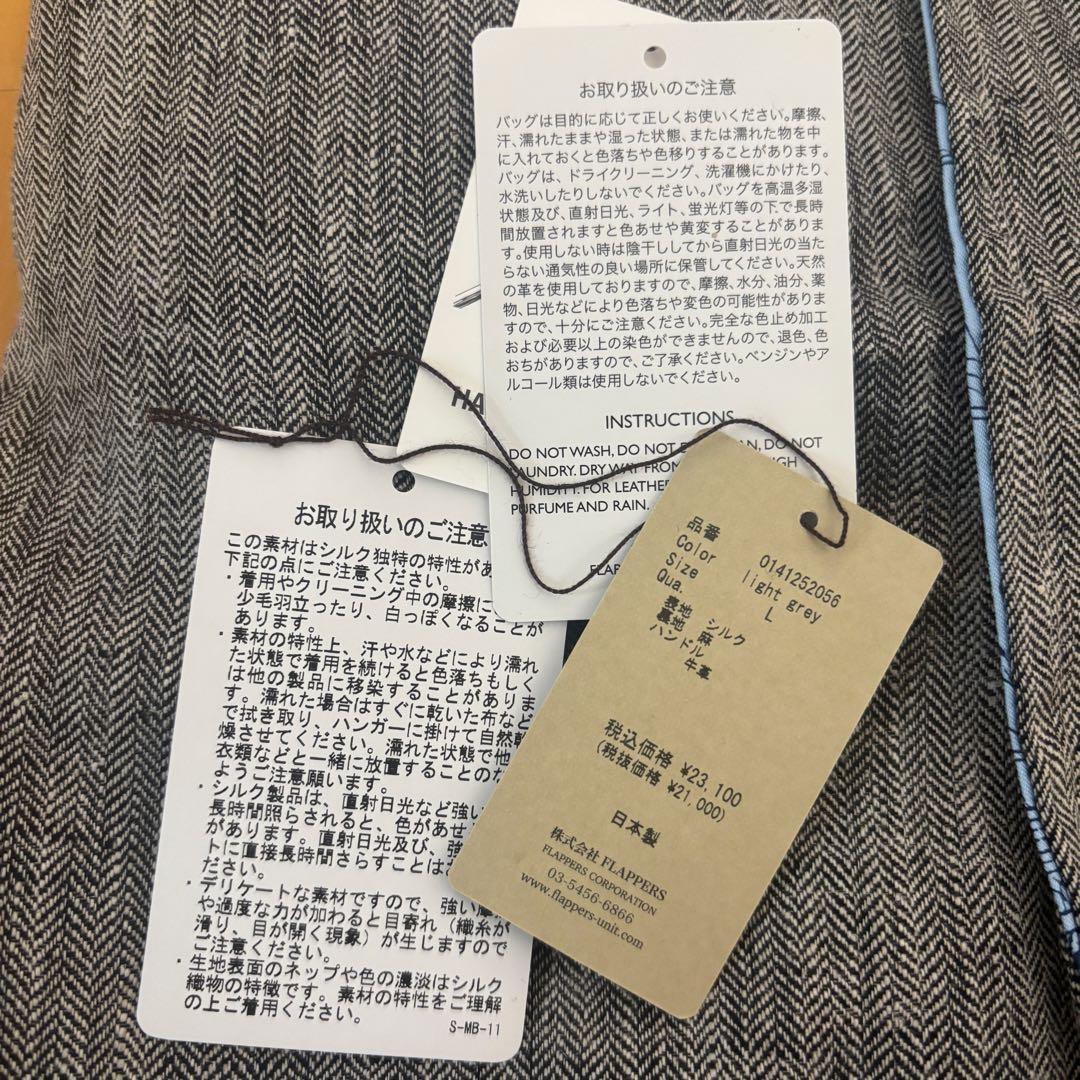 お取り扱いのご注意
バッグは目的に応じて正しくお使いください。摩擦、
汗、濡れたままや湿った状態、または濡れた物を中
に入れておくと色落ちや色移りすることがあります。
バッグは、ドライクリーニング、洗濯機にかけたり、
水洗いしたりしないでください。バッグを高温多湿
状態及び、直射日光、ライト、蛍光灯等の下で長時
間放置されますと色あせや黄変することがありま
す。使用しない時は陰干ししてから直射日光の当た
らない通気性の良い場所に保管してください。天然
の革を使用しておりますので、摩擦、水分、油分、薬
物、日光などにより色落ちや変色の可能性がありま
すので、十分にご注意ください。完全な色止め加工
および必要以上の染色ができませんので、退色、色
おちがありますので、ご了承ください。ベンジンやア
ルコール類は使用しないでください。
INSTRUCTIONS
DO NOT WASH, DO NOT DO NOT
LAUNDRY. DRY WAY FROM
HUMIDITY. FOR LEATHER
PURFUME AND RAIN.
HA
お取り扱いのご注意
この素材はシルク独特の特性があ
下記の点にご注意ください。
・着用やクリーニング中の摩擦に
少毛羽立ったり、白っぽくなることが
あります。
・素材の特性上、汗や水などにより濡れ
た状態で着用を続けると色落ちもしく
は他の製品に移染することがありま
す。濡れた場合はすぐに乾いた布など
で拭き取り、ハンガーに掛けて自然乾
燥させてください。濡れた状態で他
衣類などと一緒に放置することのな
ようご注意願います。
・シルク製品は、直射日光など強い
長時間照らされると、色があせ
があります。直射日光及び、強
トに直接長時間さらすことは
ださい。
・デリケートな素材ですので、強い摩
や過度な力が加わると目寄れ（織糸が
滑り、目が開く現象）が生じますので
ご注意ください。
・生地表面のネップや色の濃淡はシルク
織物の特徴です。素材の特性をご理解
の上ご着用ください。
S-MB-11
品番 0141252056
Color light grey
Size L
Qua.
表地 シルク
裏地 麻
ハンドル
牛革
税込価格 ¥23,100
(税抜価格 ¥21,000)
日本製
株式会社 FLAPPERS
FLAPPERS CORPORATION
03-5456-6866
www.flappers-unit.com